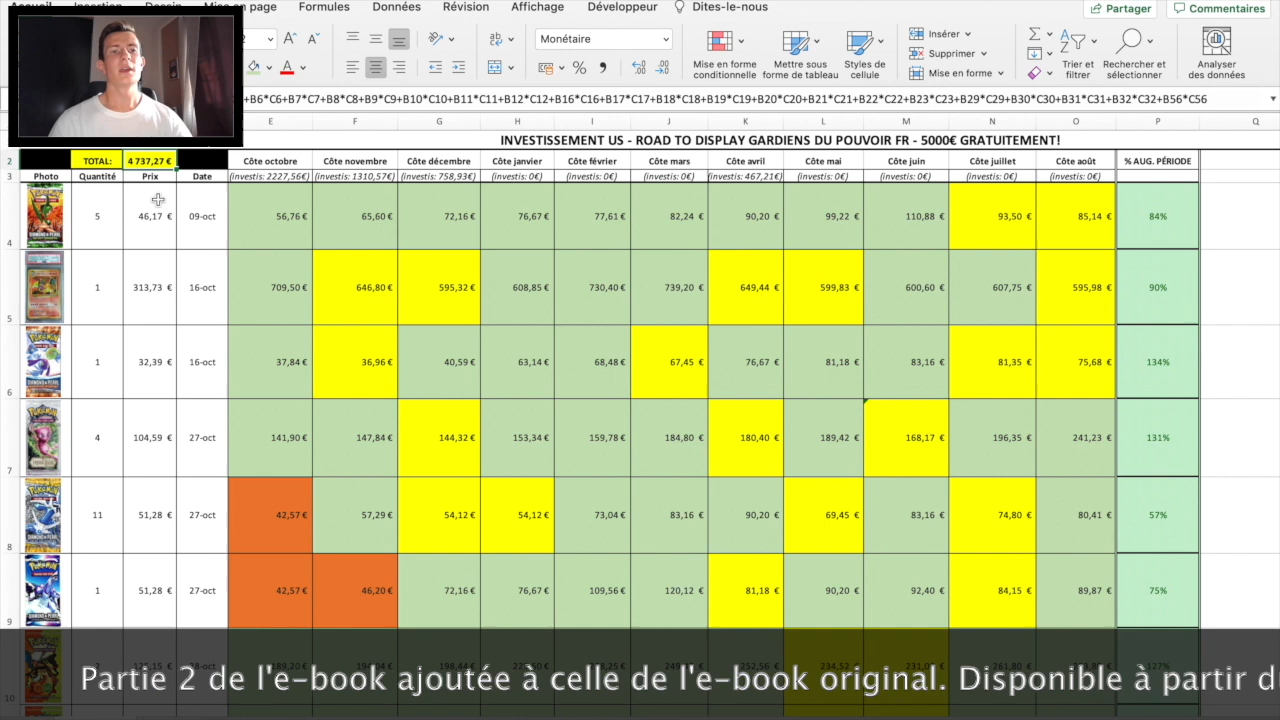 Accueil Insertion Dessin Mise en page Formules Données Révision Affichage Développeur Dites-le-nous
Partager Commentaires
Monétaire
Mise en forme conditionnelle
Mettre sous forme de tableau
Styles de cellule
Insérer
Supprimer
Mise en forme
Trier et filtrer
Rechercher et sélectionner
Analyser des données
+B6*C6+B7*C7+B8*C8+B9*C9+B10*C10+B11*C11+B12*C12+B16*C16+B17*C17+B18*C18+B19*C19+B20*C20+B21*C21+B22*C22+B23*C23+B29*C29+B30*C30+B31*C31+B32*C32+B56*C56
E F G H I J K L M N O P Q
INVESTISSEMENT US - ROAD TO DISPLAY GARDIENS DU POUVOIR FR - 5000€ GRATUITEMENT!
2 TOTAL: 4 737,27 € Côte octobre Côte novembre Côte décembre Côte janvier Côte février Côte mars Côte avril Côte mai Côte juin Côte juillet Côte août % AUG. PÉRIODE
3 Photo Quantité Prix Date (investis: 2227,56€) (investis: 1310,57€) (investis: 758,93€) (investis: 0€) (investis: 0€) (investis: 0€) (investis: 467,21€) (investis: 0€) (investis: 0€) (investis: 0€) (investis: 0€)
4 5 46,17 € 09-oct 56,76 € 65,60 € 72,16 € 76,67 € 77,61 € 82,24 € 90,20 € 99,22 € 110,88 € 93,50 € 85,14 € 84%
5 1 313,73 € 16-oct 709,50 € 646,80 € 595,32 € 608,85 € 730,40 € 739,20 € 649,44 € 599,83 € 600,60 € 607,75 € 595,98 € 90%
6 1 32,39 € 16-oct 37,84 € 36,96 € 40,59 € 63,14 € 68,48 € 67,45 € 76,67 € 81,18 € 83,16 € 81,35 € 75,68 € 134%
7 4 104,59 € 27-oct 141,90 € 147,84 € 144,32 € 153,34 € 159,78 € 184,80 € 180,40 € 189,42 € 168,17 € 196,35 € 241,23 € 131%
8 11 51,28 € 27-oct 42,57 € 57,29 € 54,12 € 54,12 € 73,04 € 83,16 € 90,20 € 69,45 € 83,16 € 74,80 € 80,41 € 57%
9 1 51,28 € 27-oct 42,57 € 46,20 € 72,16 € 76,67 € 109,56 € 120,12 € 81,18 € 90,20 € 92,40 € 84,15 € 89,87 € 75%
10
Partie 2 de l'e-book ajoutée à celle de l'e-book original. Disponible à partir d